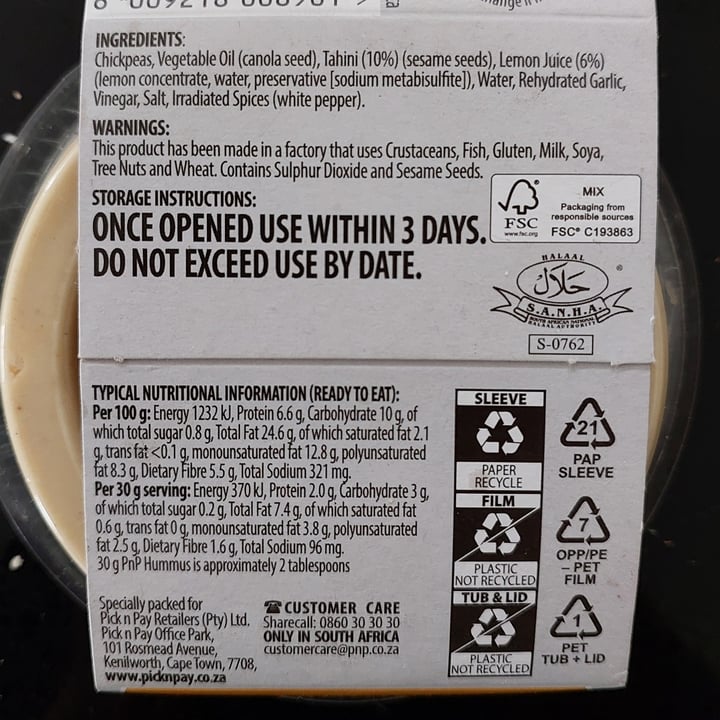 INGREDIENTS:
Chickpeas, Vegetable Oil (canola seed), Tahini (10%) (sesame seeds), Lemon Juice (6%)
(lemon concentrate, water, preservative [sodium metabisulfite]), Water, Rehydrated Garlic,
Vinegar, Salt, Irradiated Spices (white pepper).
WARNINGS:
This product has been made in a factory that uses Crustaceans, Fish, Gluten, Milk, Soya,
Tree Nuts and Wheat. Contains Sulphur Dioxide and Sesame Seeds.
STORAGE INSTRUCTIONS:
ONCE OPENED USE WITHIN 3 DAYS.
DO NOT EXCEED USE BY DATE.
FSC
www.fsc.org
MIX
Packaging from
responsible sources
FSC® C193863
HALAAL
حلال
®
S.A.N.H.A.
SOUTH AFRICAN NATIONAL
HALAAL AUTHORITY
S-0762
TYPICAL NUTRITIONAL INFORMATION (READY TO EAT):
Per 100 g: Energy 1232 kJ, Protein 6.6 g, Carbohydrate 10 g, of
which total sugar 0.8 g, Total Fat 24.6 g, of which saturated fat 2.1
g, trans fat <0.1 g, monounsaturated fat 12.8 g, polyunsaturated
fat 8.3 g, Dietary Fibre 5.5 g, Total Sodium 321 mg.
Per 30 g serving: Energy 370 kJ, Protein 2.0 g, Carbohydrate 3 g,
of which total sugar 0.2 g, Total Fat 7.4 g, of which saturated fat
0.6 g, trans fat 0 g, monounsaturated fat 3.8 g, polyunsaturated
fat 2.5 g, Dietary Fibre 1.6 g, Total Sodium 96 mg.
30 g PnP Hummus is approximately 2 tablespoons
Specially packed for
Pick n Pay Retailers (Pty) Ltd.
Pick n Pay Office Park,
101 Rosmead Avenue,
Kenilworth, Cape Town, 7708,
www.picknpay.co.za
CUSTOMER CARE
Sharecall: 0860 30 30 30
ONLY IN SOUTH AFRICA
customercare@pnp.co.za
SLEEVE
PAPER
RECYCLE
21
PAP
SLEEVE
FILM
PLASTIC
NOT RECYCLED
7
OPP/PE
– PET
FILM
TUB & LID
PLASTIC
NOT RECYCLED
1
PET
TUB + LID